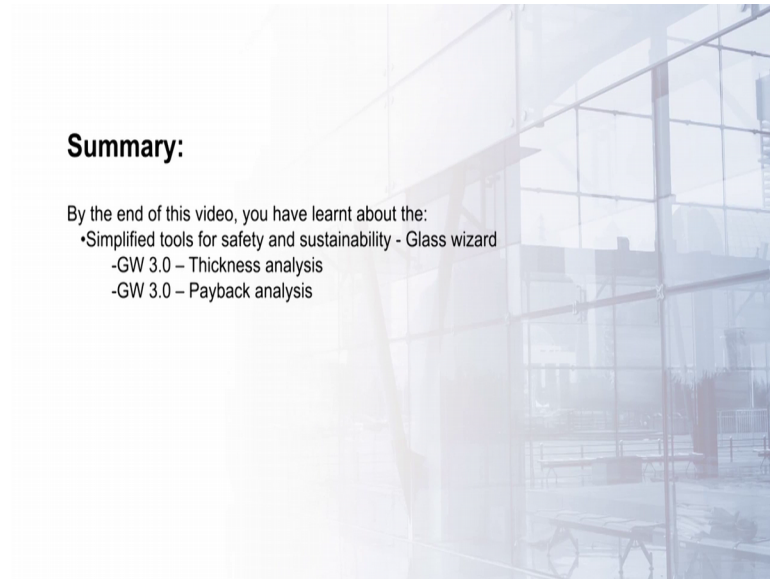 Summary:
By the end of this video, you have learnt about the:
•Simplified tools for safety and sustainability - Glass wizard
-GW 3.0 – Thickness analysis
-GW 3.0 – Payback analysis